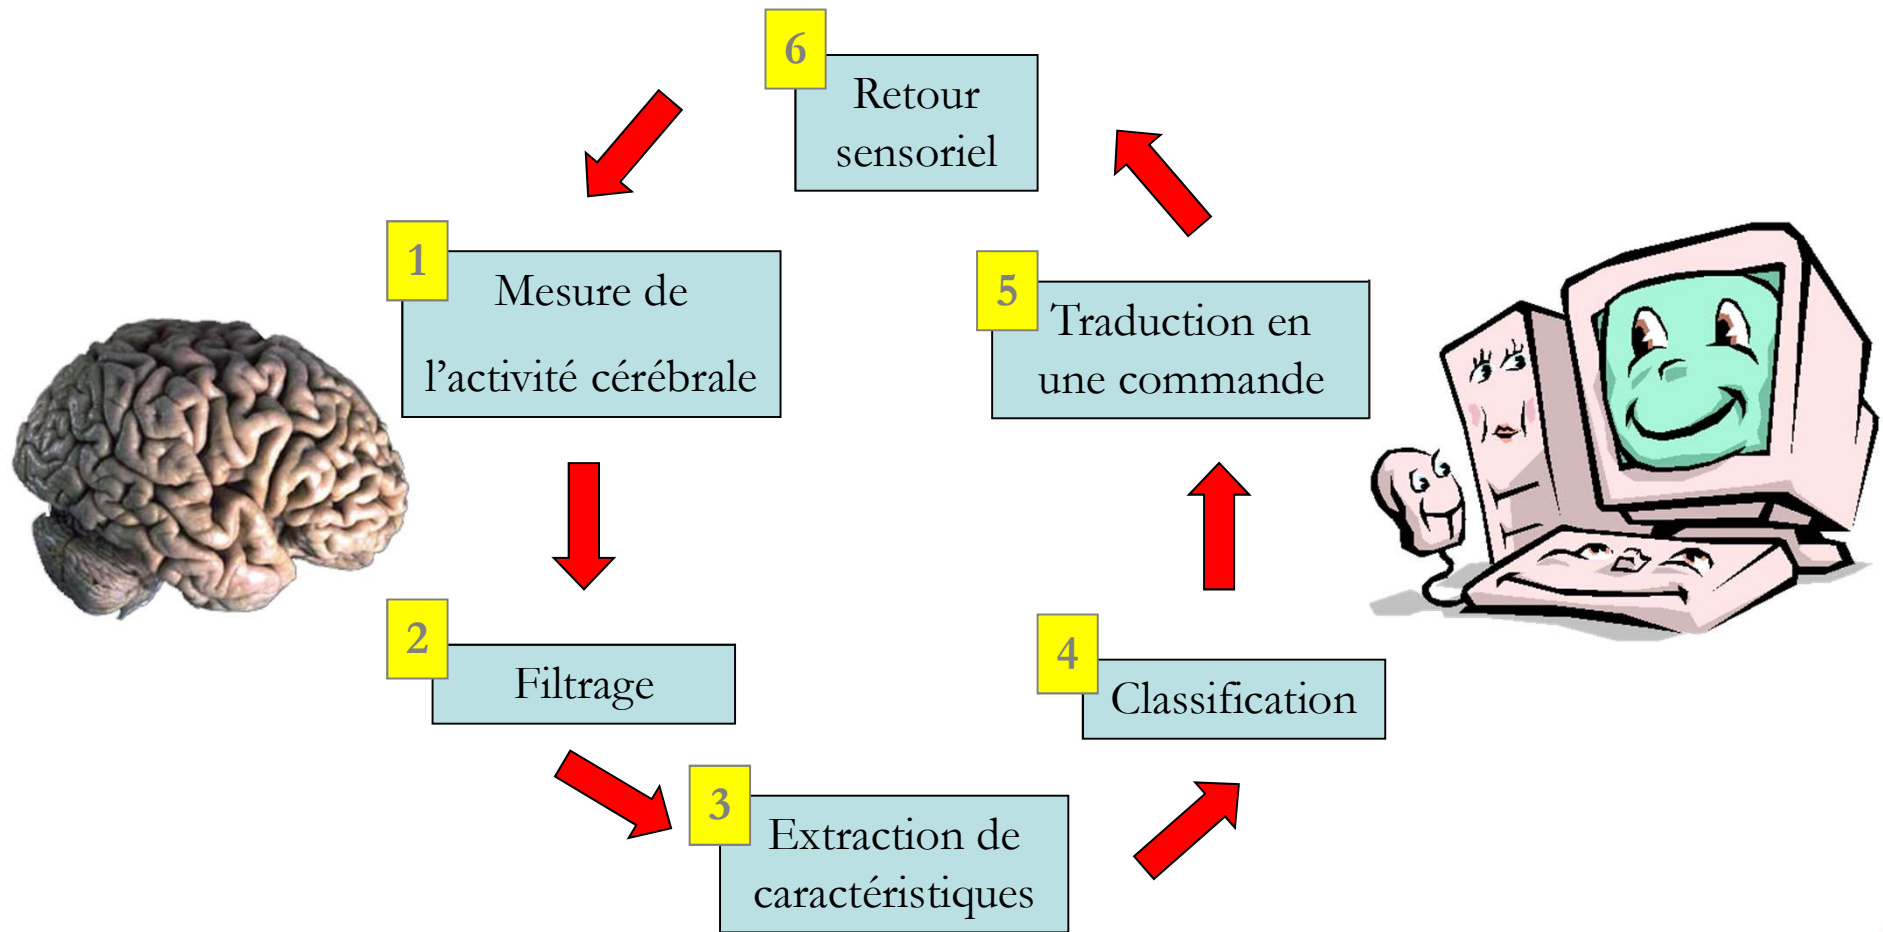 1
Mesure de
l’activité cérébrale
2
Filtrage
3
Extraction de
caractéristiques
4
Classification
5
Traduction en
une commande
6
Retour
sensoriel